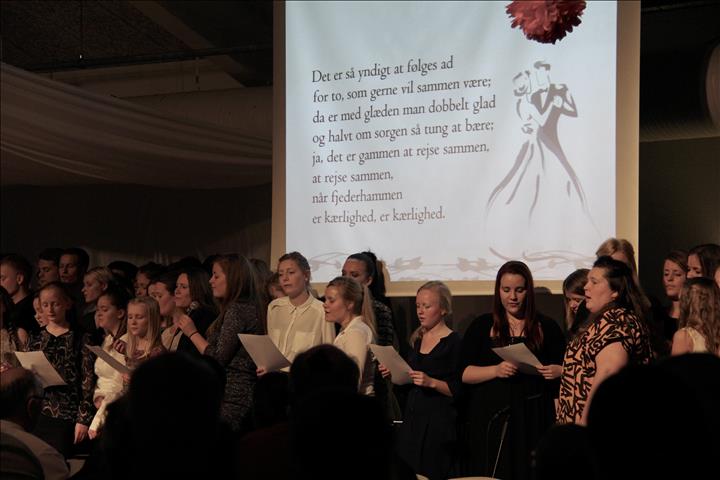 Det er så yndigt at følges ad
for to, som gerne vil sammen være;
da er med glæden man dobbelt glad
og halvt om sorgen så tung at bære;
ja, det er gammen at rejse sammen,
at rejse sammen,
når fjederhammen
er kærlighed, er kærlighed.